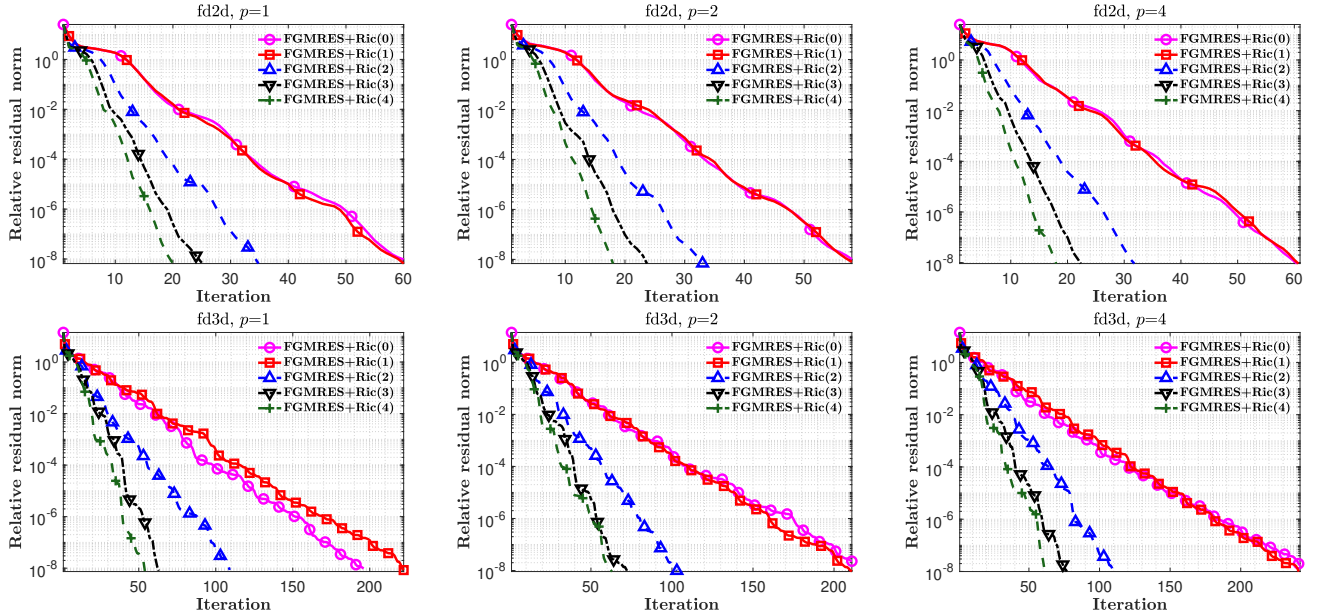 fd2d, p=1
Relative residual norm
10^0
10^-2
10^-4
10^-6
10^-8
FGMRES+Ric(0)
FGMRES+Ric(1)
FGMRES+Ric(2)
FGMRES+Ric(3)
FGMRES+Ric(4)
10 20 30 40 50 60
Iteration
fd2d, p=2
Relative residual norm
10^0
10^-2
10^-4
10^-6
10^-8
FGMRES+Ric(0)
FGMRES+Ric(1)
FGMRES+Ric(2)
FGMRES+Ric(3)
FGMRES+Ric(4)
10 20 30 40 50
Iteration
fd2d, p=4
Relative residual norm
10^0
10^-2
10^-4
10^-6
10^-8
FGMRES+Ric(0)
FGMRES+Ric(1)
FGMRES+Ric(2)
FGMRES+Ric(3)
FGMRES+Ric(4)
10 20 30 40 50 60
Iteration
fd3d, p=1
Relative residual norm
10^0
10^-2
10^-4
10^-6
10^-8
FGMRES+Ric(0)
FGMRES+Ric(1)
FGMRES+Ric(2)
FGMRES+Ric(3)
FGMRES+Ric(4)
50 100 150 200
Iteration
fd3d, p=2
Relative residual norm
10^0
10^-2
10^-4
10^-6
10^-8
FGMRES+Ric(0)
FGMRES+Ric(1)
FGMRES+Ric(2)
FGMRES+Ric(3)
FGMRES+Ric(4)
50 100 150 200
Iteration
fd3d, p=4
Relative residual norm
10^0
10^-2
10^-4
10^-6
10^-8
FGMRES+Ric(0)
FGMRES+Ric(1)
FGMRES+Ric(2)
FGMRES+Ric(3)
FGMRES+Ric(4)
50 100 150 200
Iteration